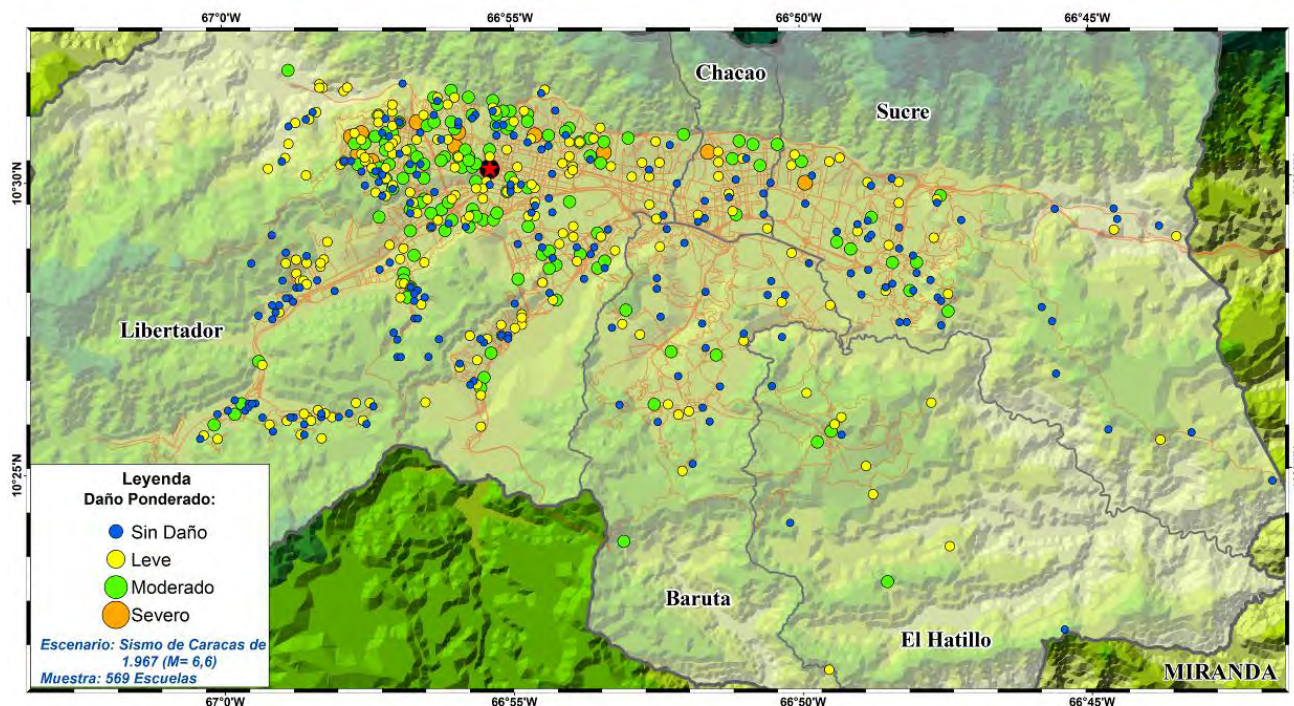 67°0'W 66°55'W 66°50'W 66°45'W
Chacao
Sucre
10°30'N
Libertador
10°25'N
Leyenda
Daño Ponderado:
Sin Daño
Leve
Moderado
Severo
Escenario: Sismo de Caracas de
1.967 (M= 6,6)
Muestra: 569 Escuelas
Baruta
El Hatillo
MIRANDA
67°0'W 66°55'W 66°50'W 66°45'W